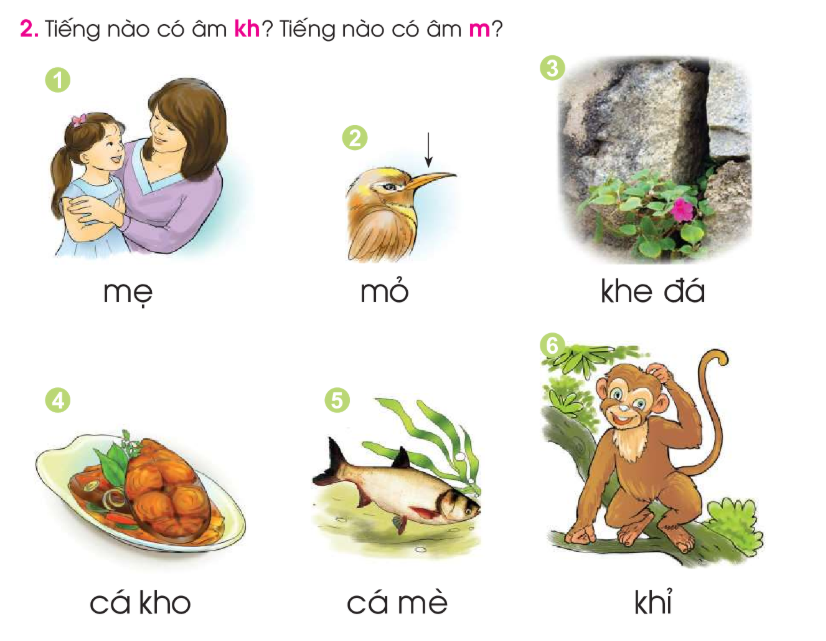 2. Tiếng nào có âm kh? Tiếng nào có âm m?
1
2
3
mẹ
mỏ
khe đá
4
5
6
cá kho
cá mè
khỉ